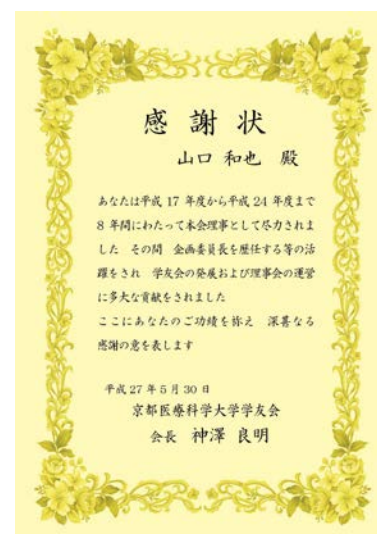 感 謝 状
山口 和也 殿
あなたは平成 17 年度から平成 24 年度まで
8 年間にわたって本会理事として尽力されま
した その間 企画委員長を歴任する等の活
躍をされ 学友会の発展および理事会の運営
に多大な貢献をされました
ここにあなたのご功績を称え 深甚なる
感謝の意を表します
平成 27 年 5 月 30 日
京都医療科学大学学友会
会長 神澤 良明